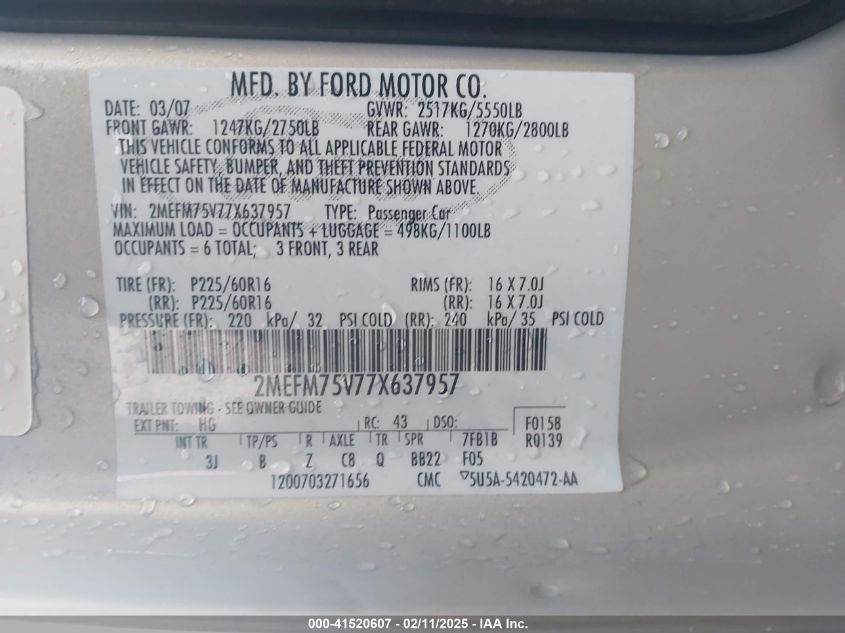 MFD. BY FORD MOTOR CO.
DATE: 03/07 GVWR: 2517KG/5550LB
FRONT GAWR: 1247KG/2750LB REAR GAWR: 1270KG/2800LB
THIS VEHICLE CONFORMS TO ALL APPLICABLE FEDERAL MOTOR
VEHICLE SAFETY, BUMPER, AND THEFT PREVENTION STANDARDS
IN EFFECT ON THE DATE OF MANUFACTURE SHOWN ABOVE.
VIN: 2MEFM75V77X637957 TYPE: Passenger Car
MAXIMUM LOAD = OCCUPANTS + LUGGAGE = 498KG/1100LB
OCCUPANTS = 6 TOTAL; 3 FRONT, 3 REAR
TIRE (FR): P225/60R16 RIMS (FR): 16 X 7.0J
(RR): P225/60R16 (RR): 16 X 7.0J
PRESSURE (FR): 220 kPa/ 32 PSI COLD (RR): 240 kPa/ 35 PSI COLD
2MEFM75V77X637957
TRAILER TOWING - SEE OWNER GUIDE
EXT PNT: HG RC: 43 DSO: F0158
INT TR TP/PS R AXLE TR SPR 7FB1B R0139
3J B Z C8 Q BB22 F05
1200703271656 CMC ▽5U5A-5420472-AA
000-41520607 - 02/11/2025 - IAA Inc.